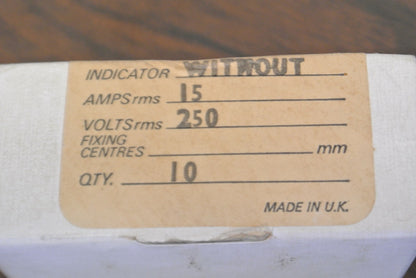 INDICATOR WITHOUT
AMPS rms 15
VOLTS rms 250
FIXING
CENTRES mm
QTY. 10
MADE IN U.K.